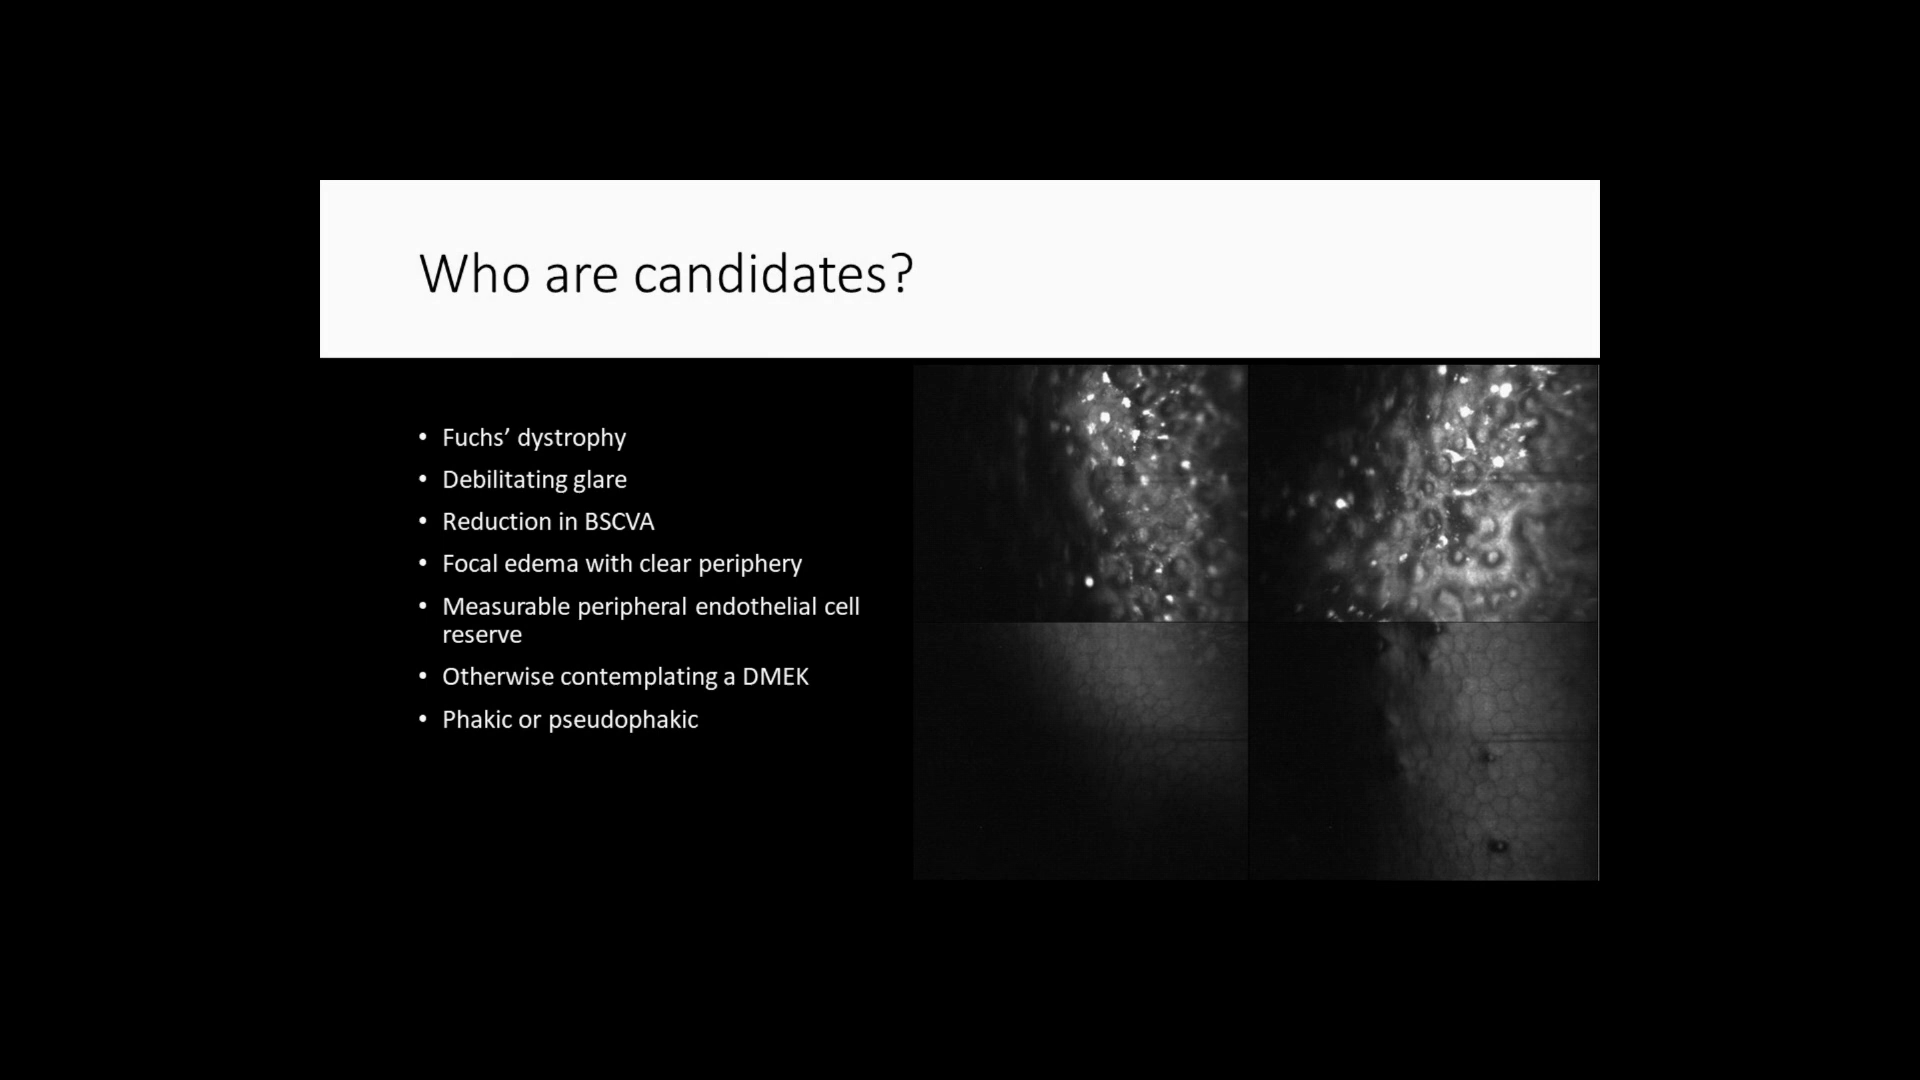 Who are candidates?
• Fuchs’ dystrophy
• Debilitating glare
• Reduction in BSCVA
• Focal edema with clear periphery
• Measurable peripheral endothelial cell
reserve
• Otherwise contemplating a DMEK
• Phakic or pseudophakic